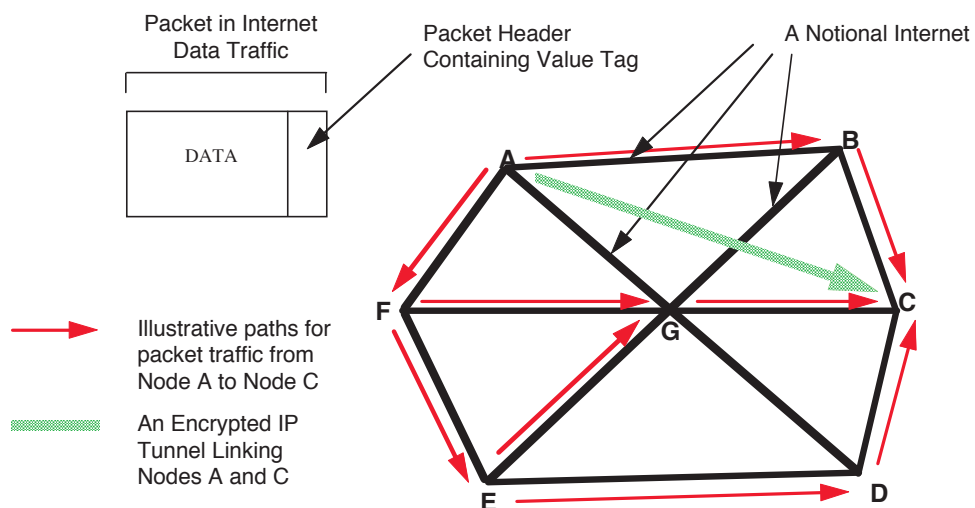 Packet in Internet
Data Traffic
Packet Header
Containing Value Tag
A Notional Internet
DATA
A
B
F
G
C
E
D
Illustrative paths for
packet traffic from
Node A to Node C
An Encrypted IP
Tunnel Linking
Nodes A and C